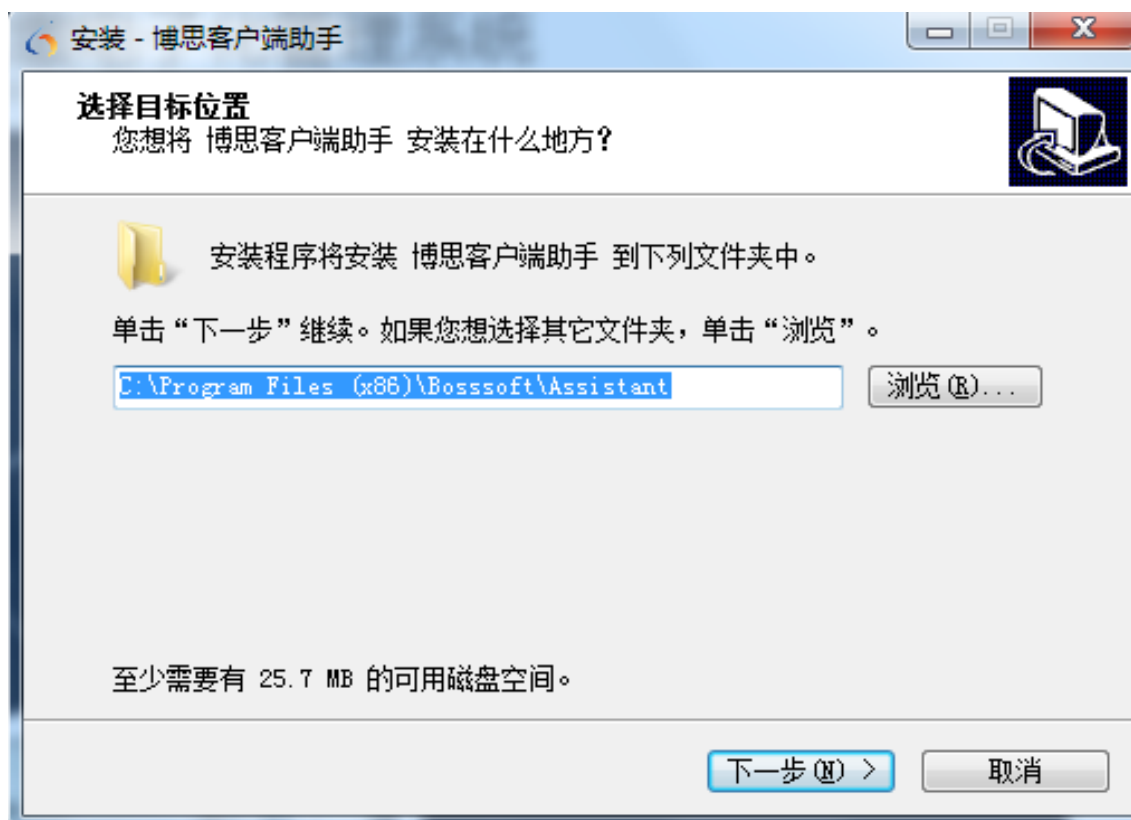 安装 - 博思客户端助手
选择目标位置
您想将 博思客户端助手 安装在什么地方?
安装程序将安装 博思客户端助手 到下列文件夹中。
单击“下一步”继续。如果您想选择其它文件夹，单击“浏览”。
C:\Program Files (x86)\Bosssoft\Assistant
浏览(R)...
至少需要有 25.7 MB 的可用磁盘空间。
下一步(N) >
取消